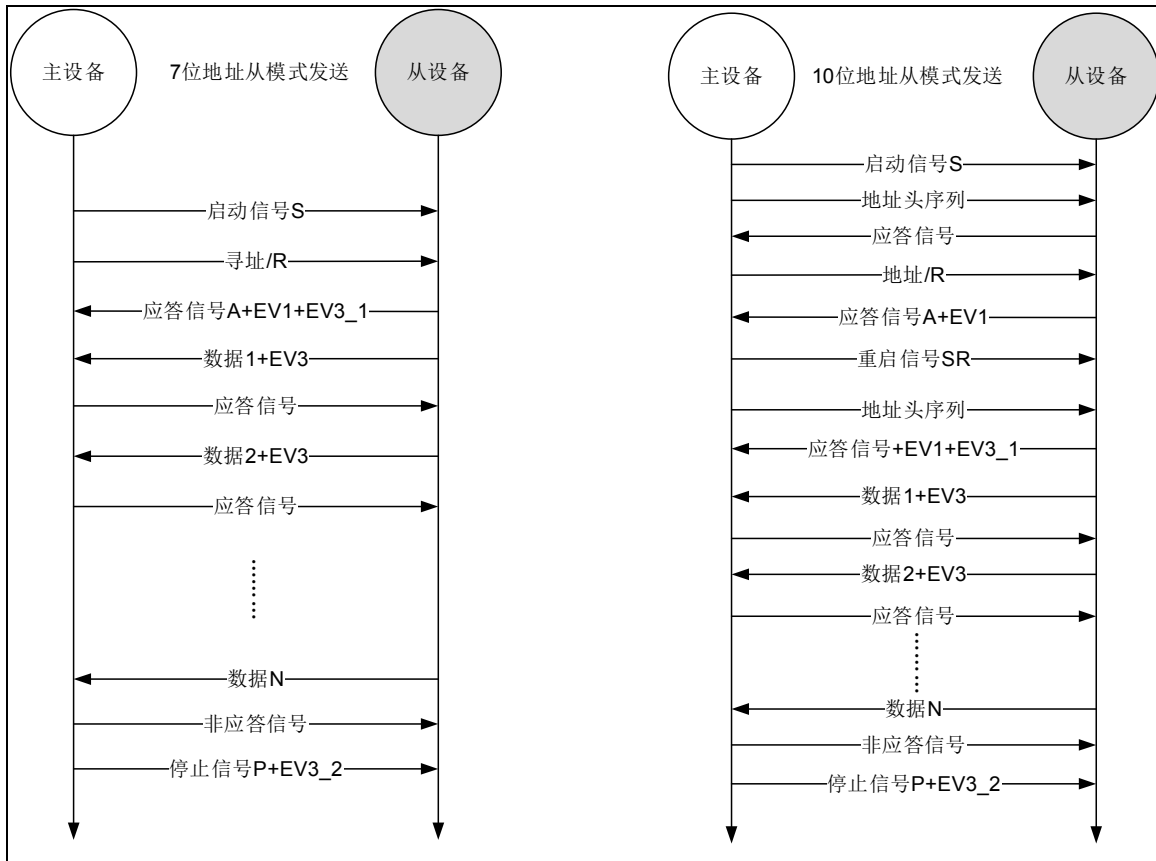 主设备
7位地址从模式发送
从设备
启动信号S
寻址/R
应答信号A+EV1+EV3_1
数据1+EV3
应答信号
数据2+EV3
应答信号
数据N
非应答信号
停止信号P+EV3_2
主设备
10位地址从模式发送
从设备
启动信号S
地址头序列
应答信号
地址/R
应答信号A+EV1
重启信号SR
地址头序列
应答信号+EV1+EV3_1
数据1+EV3
应答信号
数据2+EV3
应答信号
数据N
非应答信号
停止信号P+EV3_2